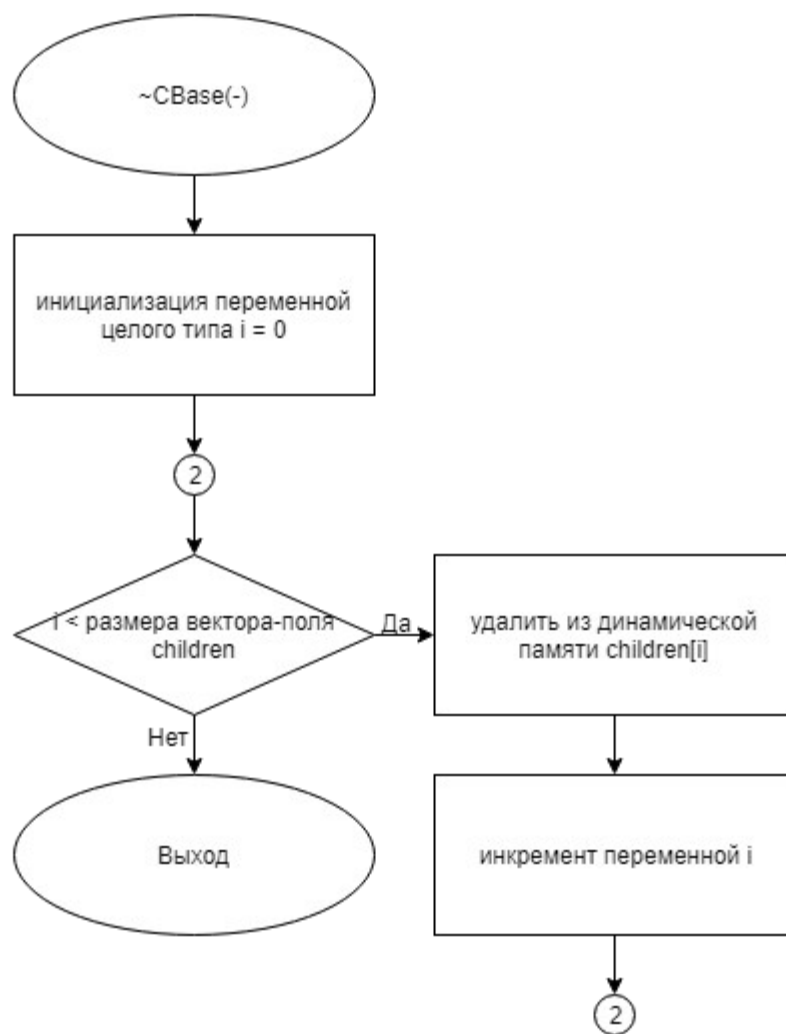 ~CBase(-)
инициализация переменной
целого типа i = 0
2
i < размера вектора-поля
children
Да
удалить из динамической
памяти children[i]
Нет
Выход
инкремент переменной i
2